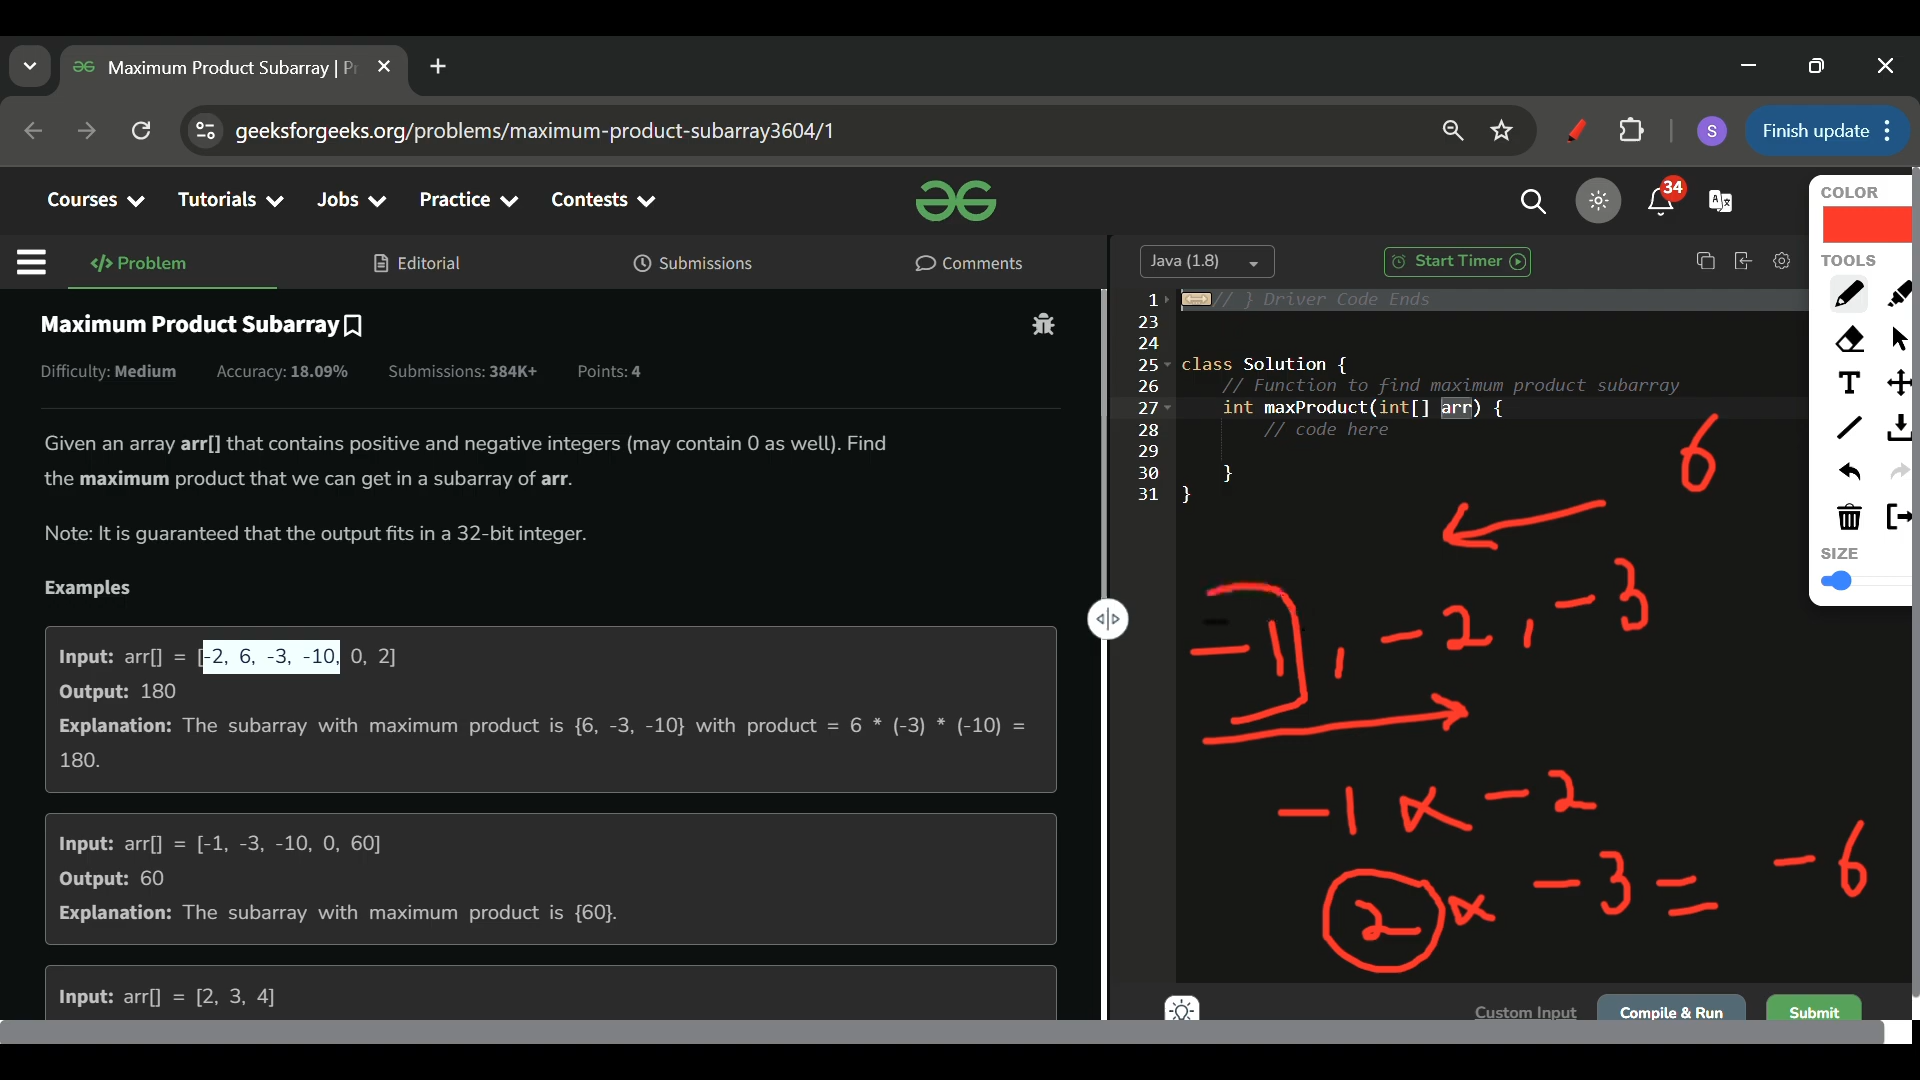 Maximum Product Subarray | Pr
geeksforgeeks.org/problems/maximum-product-subarray3604/1
S
Finish update
Courses
Tutorials
Jobs
Practice
Contests
34
COLOR
TOOLS
SIZE
</> Problem
Editorial
Submissions
Comments
Java (1.8)
Start Timer
Maximum Product Subarray
Difficulty: Medium
Accuracy: 18.09%
Submissions: 384K+
Points: 4
Given an array arr[] that contains positive and negative integers (may contain 0 as well). Find
the maximum product that we can get in a subarray of arr.
Note: It is guaranteed that the output fits in a 32-bit integer.
Examples
Input: arr[] = [-2, 6, -3, -10, 0, 2]
Output: 180
Explanation: The subarray with maximum product is {6, -3, -10} with product = 6 * (-3) * (-10) =
180.
Input: arr[] = [-1, -3, -10, 0, 60]
Output: 60
Explanation: The subarray with maximum product is {60}.
Input: arr[] = [2, 3, 4]
1 // } Driver Code Ends
23
24
25 class Solution {
26 // Function to find maximum product subarray
27 int maxProduct(int[] arr) {
28 // code here
29
30 }
31 }
6
-1, -2, -3
-1 x -2
2 x -3 = -6
Custom Input
Compile & Run
Submit